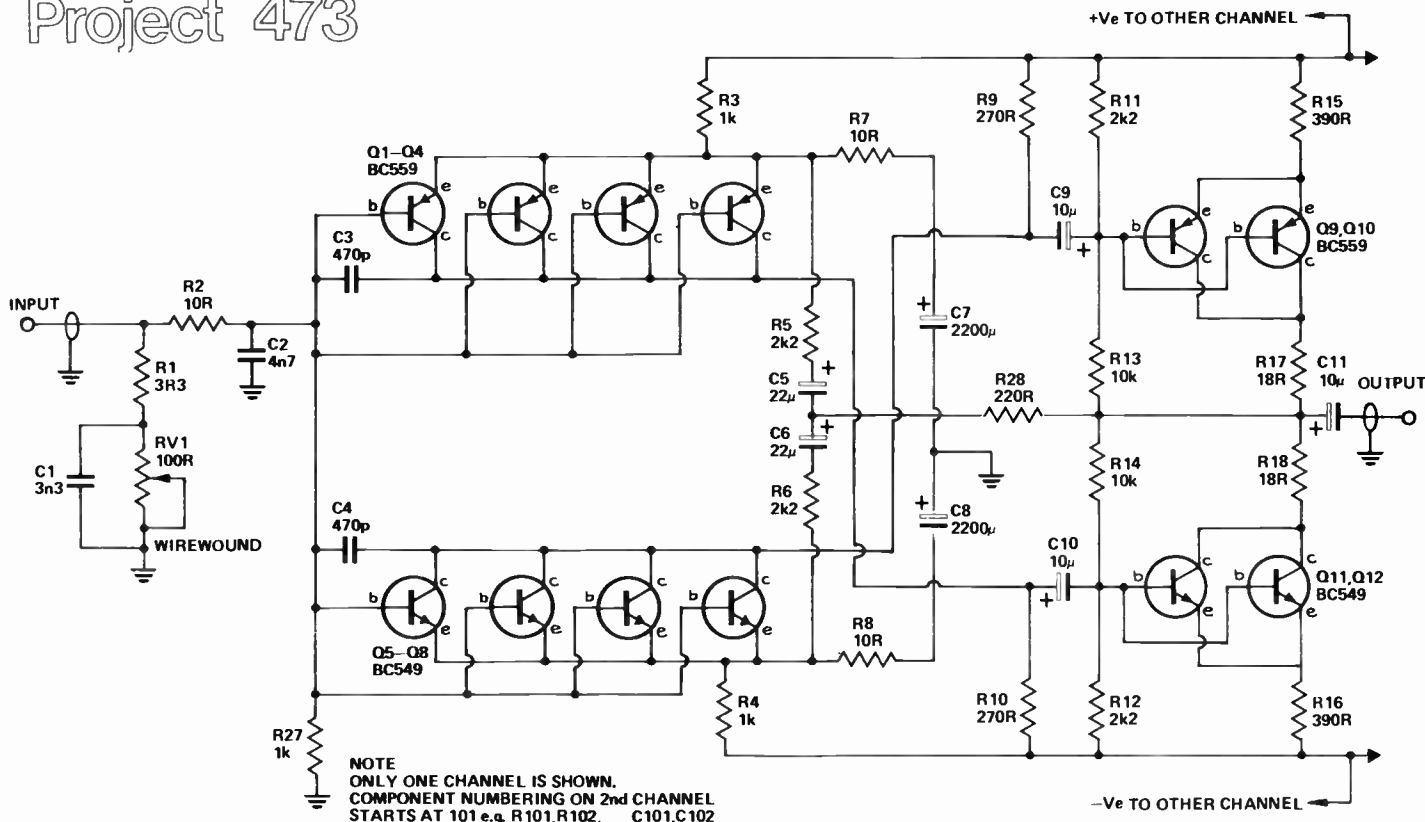 Project 473
+Ve TO OTHER CHANNEL
R3
1k
R9
270R
R11
2k2
R15
390R
R7
10R
Q1–Q4
BC559
e
e
e
e
b
b
b
b
c
c
c
c
C3
470p
C9
10μ
+
e
e
b
b
c
c
Q9,Q10
BC559
INPUT
R2
10R
C2
4n7
R1
3R3
RV1
100R
C1
3n3
WIREWOUND
R5
2k2
+
C5
22μ
C6
22μ
+
R6
2k2
+
C7
2200μ
R28
220R
R13
10k
R17
18R
C11
10μ
+
OUTPUT
+
C8
2200μ
R14
10k
R18
18R
C4
470p
C10
10μ
+
c
c
c
c
b
b
b
b
e
e
e
e
c
c
b
b
e
e
Q11,Q12
BC549
Q5–Q8
BC549
R8
10R
R4
1k
R10
270R
R12
2k2
R16
390R
R27
1k
NOTE
ONLY ONE CHANNEL IS SHOWN.
COMPONENT NUMBERING ON 2nd CHANNEL
STARTS AT 101 e.g. R101,R102, C101,C102
–Ve TO OTHER CHANNEL